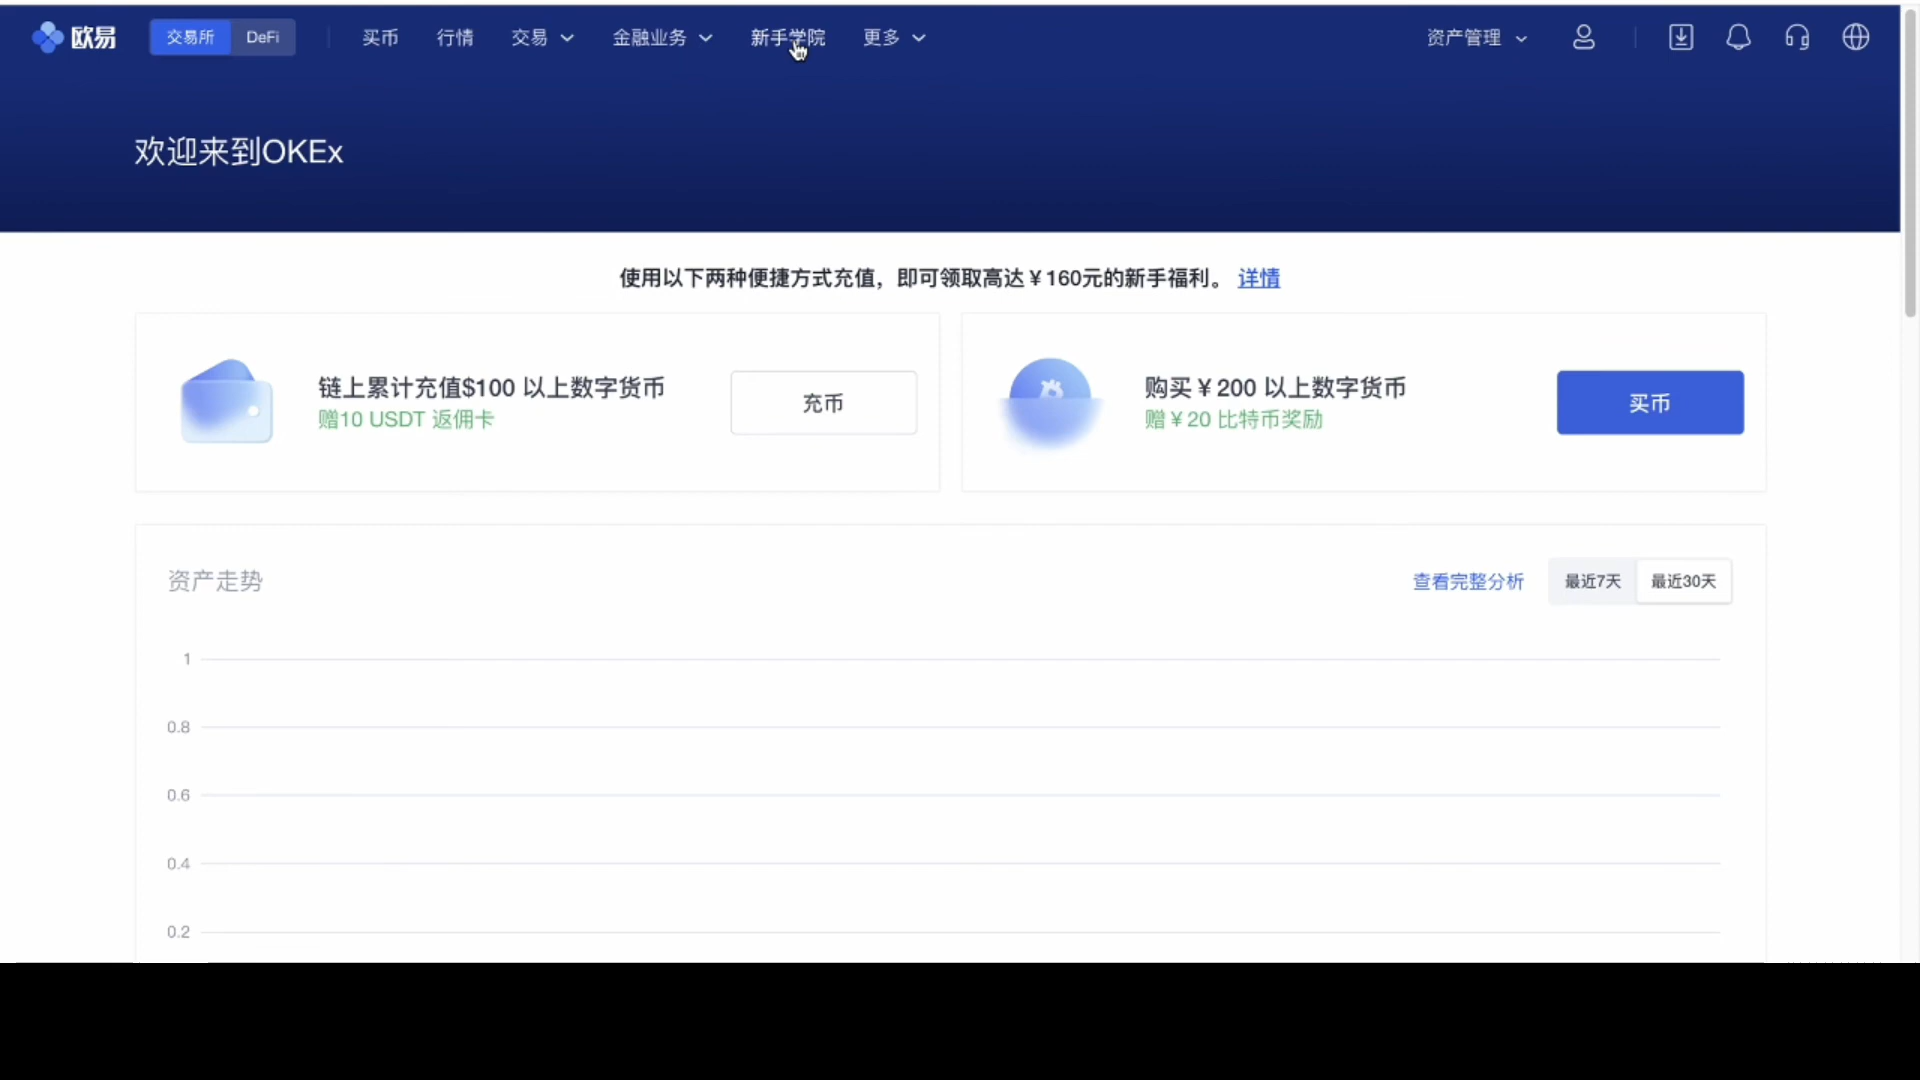 欧易 交易所 DeFi 买币 行情 交易 金融业务 新手学院 更多 资产管理
欢迎来到OKEx
使用以下两种便捷方式充值，即可领取高达￥160元的新手福利。 详情
链上累计充值$100 以上数字货币
赠10 USDT 返佣卡
充币
购买￥200 以上数字货币
赠￥20 比特币奖励
买币
资产走势
查看完整分析 最近7天 最近30天
1
0.8
0.6
0.4
0.2